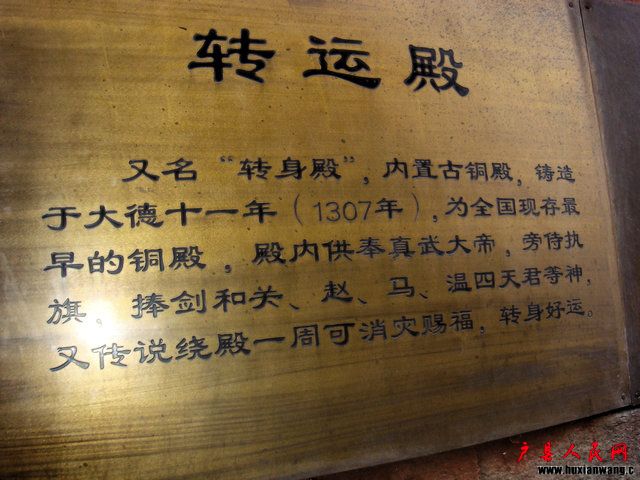 转运殿
又名“转身殿”，内置古铜殿，铸造
于大德十一年（1307年），为全国现存最
早的铜殿，殿内供奉真武大帝，旁侍执
旗、捧剑和关、赵、马、温四天君等神，
又传说绕殿一周可消灾赐福，转身好运。
户县人民网
www.huxianwang.c